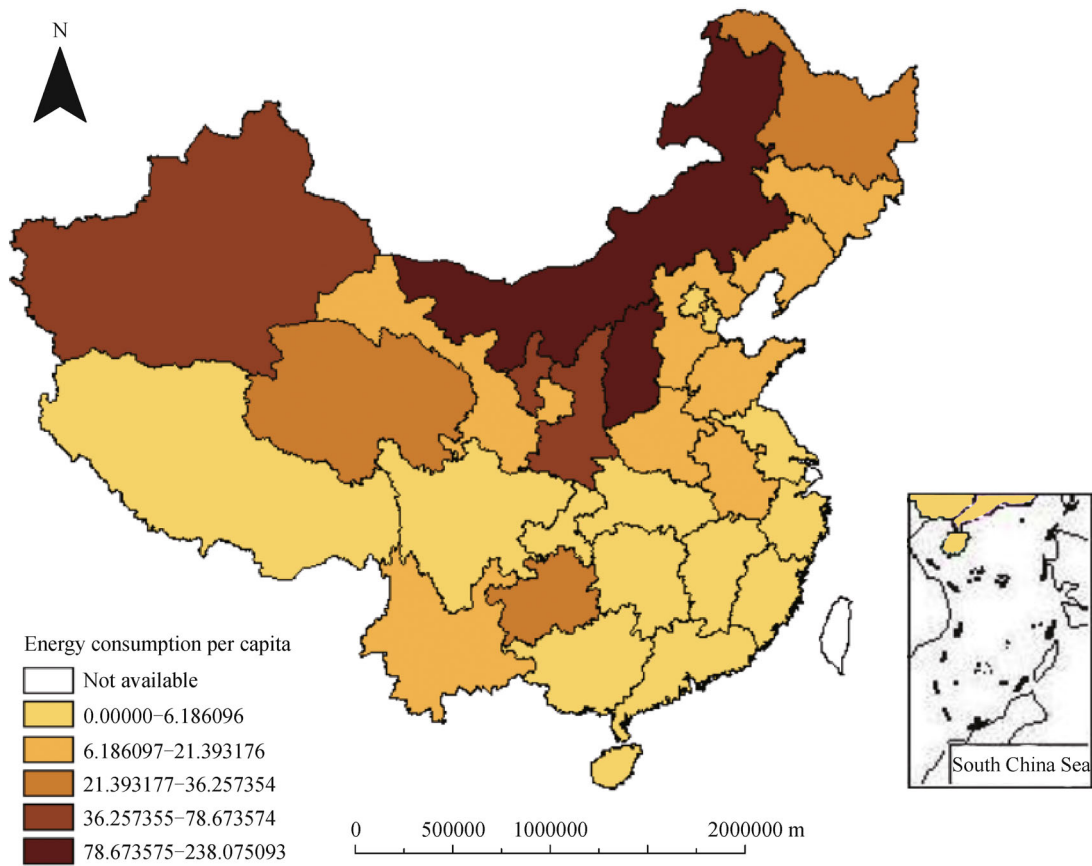 N
Energy consumption per capita
Not available
0.00000−6.186096
6.186097−21.393176
21.393177−36.257354
36.257355−78.673574
78.673575−238.075093
0 500000 1000000 2000000 m
South China Sea